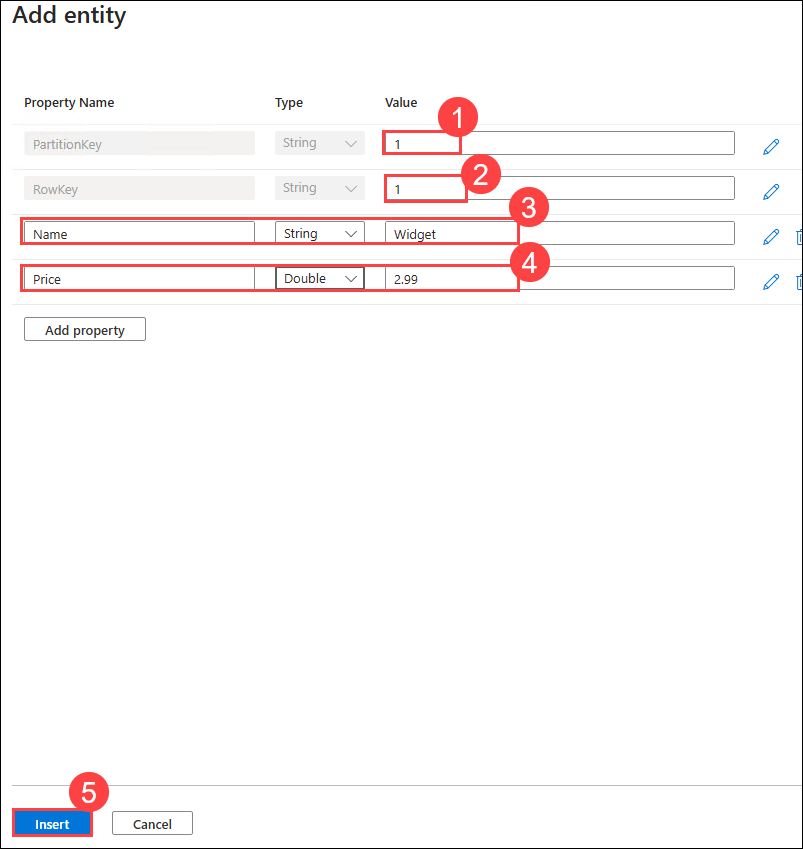 Add entity
Property Name Type Value
1
PartitionKey String 1
2
RowKey String 1
3
Name String Widget
4
Price Double 2.99
Add property
5
Insert Cancel